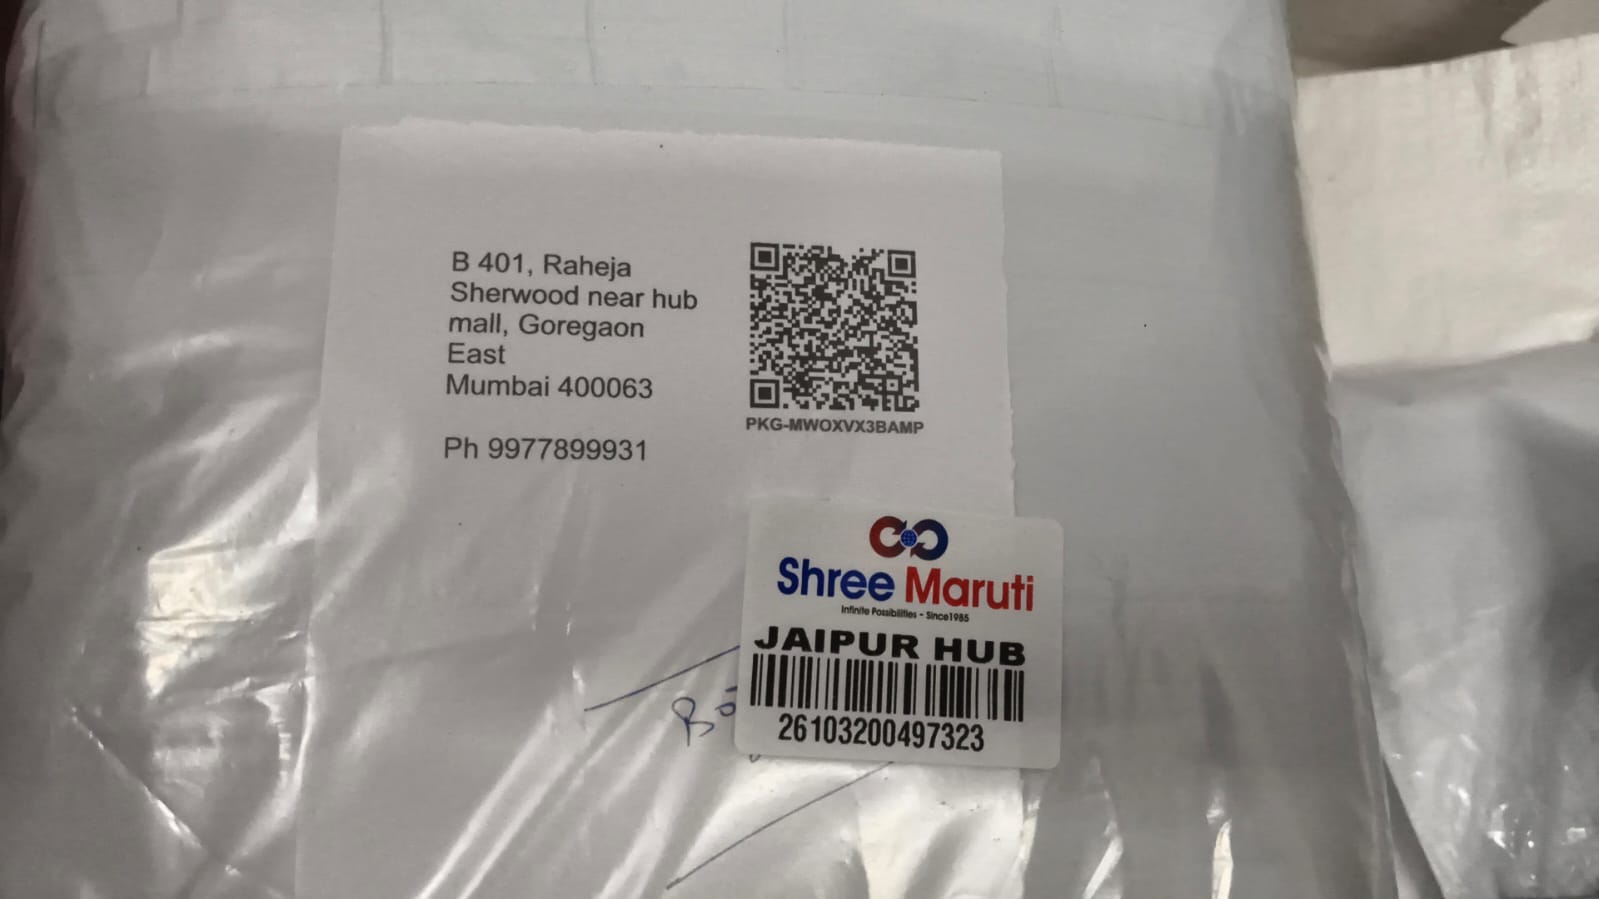 B 401, Raheja
Sherwood near hub
mall, Goregaon
East
Mumbai 400063
Ph 9977899931
PKG-MWOXVX3BAMP
Shree Maruti
Infinite Possibilities - Since1985
JAIPUR HUB
26103200497323